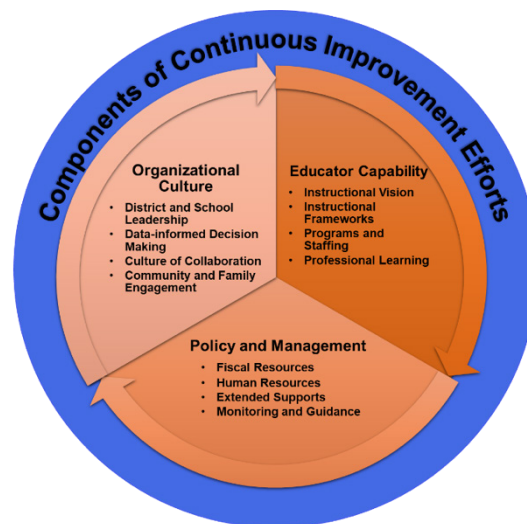 Components of Continuous Improvement Efforts
Organizational
Culture
• District and School
Leadership
• Data-informed Decision
Making
• Culture of Collaboration
• Community and Family
Engagement
Educator Capability
• Instructional Vision
• Instructional
Frameworks
• Programs and
Staffing
• Professional Learning
Policy and Management
• Fiscal Resources
• Human Resources
• Extended Supports
• Monitoring and Guidance